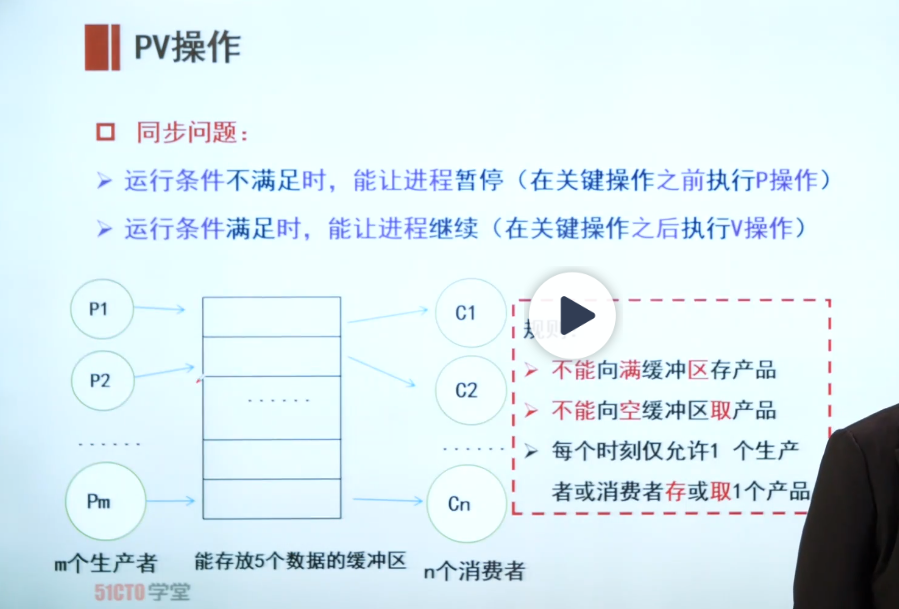 PV操作
同步问题：
运行条件不满足时，能让进程暂停（在关键操作之前执行P操作）
运行条件满足时，能让进程继续（在关键操作之后执行V操作）
P1
P2
......
Pm
m个生产者
......
能存放5个数据的缓冲区
C1
C2
......
Cn
n个消费者
规则
不能向满缓冲区存产品
不能向空缓冲区取产品
每个时刻仅允许1 个生产
者或消费者存或取1个产品
51CTO学堂